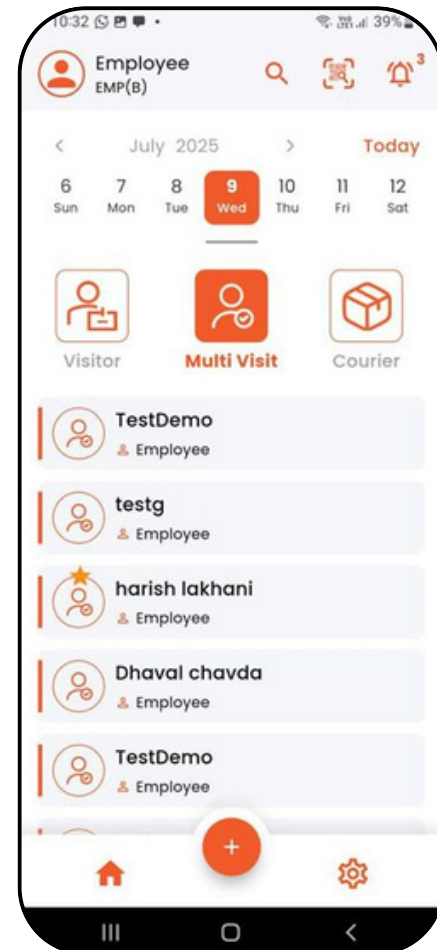 10:32
39%
Employee
EMP(B)
3
July 2025
Today
6 7 8 9 10 11 12
Sun Mon Tue Wed Thu Fri Sat
Visitor Multi Visit Courier
TestDemo
Employee
testg
Employee
harish lakhani
Employee
Dhaval chavda
Employee
TestDemo
Employee